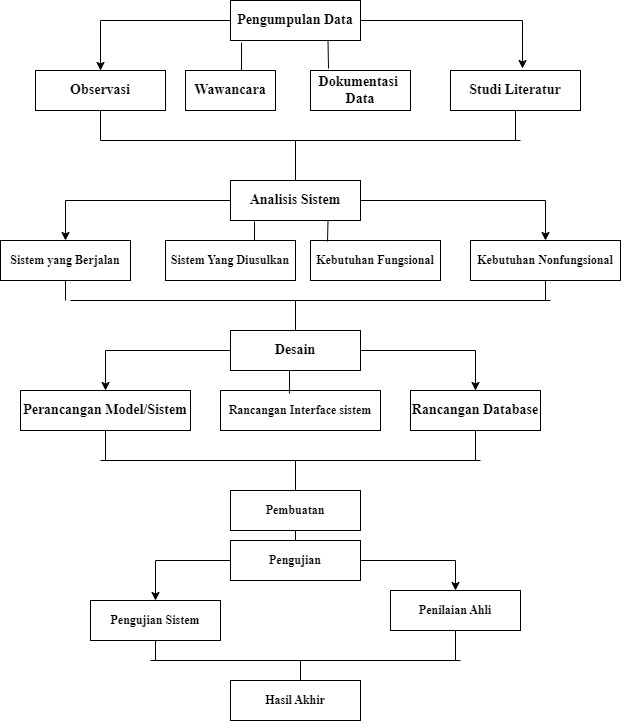 Pengumpulan Data
Observasi
Wawancara
Dokumentasi
Data
Studi Literatur
Analisis Sistem
Sistem yang Berjalan
Sistem Yang Diusulkan
Kebutuhan Fungsional
Kebutuhan Nonfungsional
Desain
Perancangan Model/Sistem
Rancangan Interface sistem
Rancangan Database
Pembuatan
Pengujian
Pengujian Sistem
Penilaian Ahli
Hasil Akhir